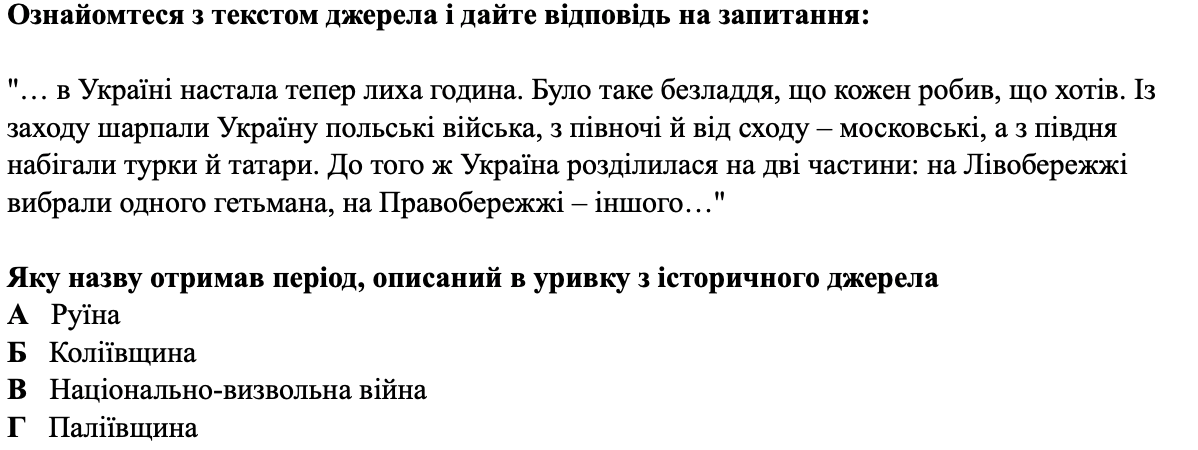 Ознайомтеся з текстом джерела і дайте відповідь на запитання:
"… в Україні настала тепер лиха година. Було таке безладдя, що кожен робив, що хотів. Із
заходу шарпали Україну польські війська, з півночі й від сходу – московські, а з півдня
набігали турки й татари. До того ж Україна розділилася на дві частини: на Лівобережжі
вибрали одного гетьмана, на Правобережжі – іншого…"
Яку назву отримав період, описаний в уривку з історичного джерела
А Руїна
Б Коліївщина
В Національно-визвольна війна
Г Паліївщина